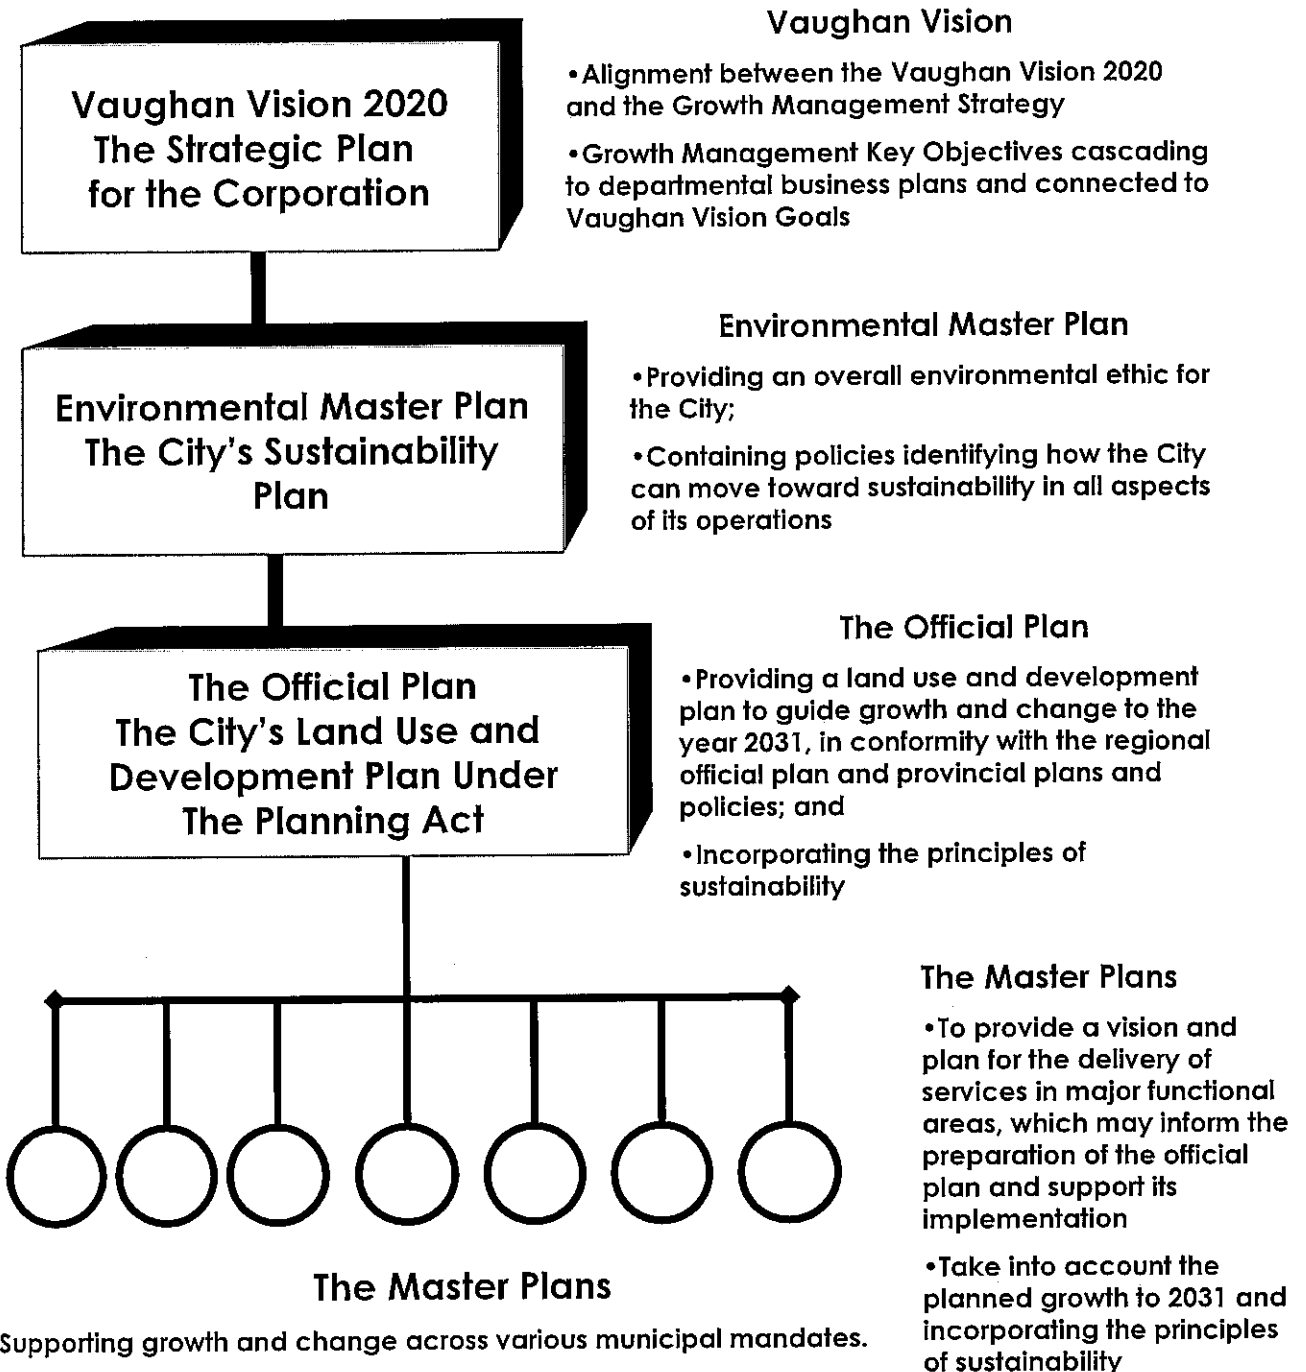 Vaughan Vision 2020
The Strategic Plan
for the Corporation
Vaughan Vision
•Alignment between the Vaughan Vision 2020
and the Growth Management Strategy
•Growth Management Key Objectives cascading
to departmental business plans and connected to
Vaughan Vision Goals
Environmental Master Plan
The City's Sustainability
Plan
Environmental Master Plan
•Providing an overall environmental ethic for
the City;
•Containing policies identifying how the City
can move toward sustainability in all aspects
of its operations
The Official Plan
The City's Land Use and
Development Plan Under
The Planning Act
The Official Plan
•Providing a land use and development
plan to guide growth and change to the
year 2031, in conformity with the regional
official plan and provincial plans and
policies; and
•Incorporating the principles of
sustainability
The Master Plans
Supporting growth and change across various municipal mandates.
The Master Plans
•To provide a vision and
plan for the delivery of
services in major functional
areas, which may inform the
preparation of the official
plan and support its
implementation
•Take into account the
planned growth to 2031 and
incorporating the principles
of sustainability